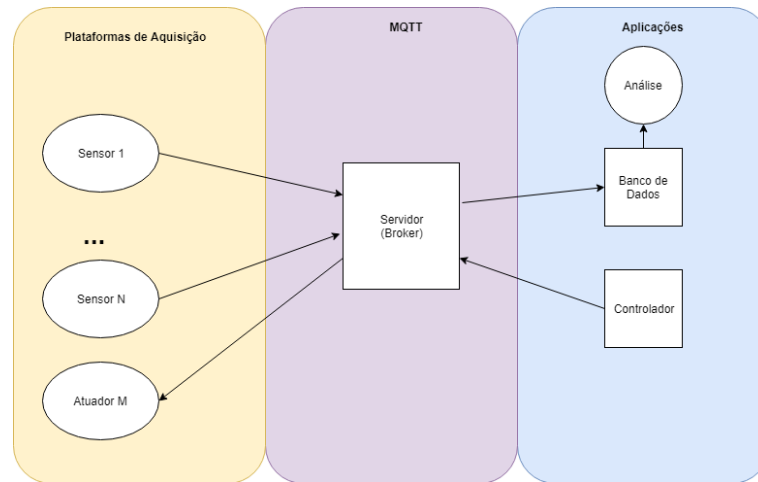 Plataformas de Aquisição
MQTT
Aplicações
Análise
Sensor 1
Banco de
Dados
Servidor
(Broker)
...
Sensor N
Controlador
Atuador M